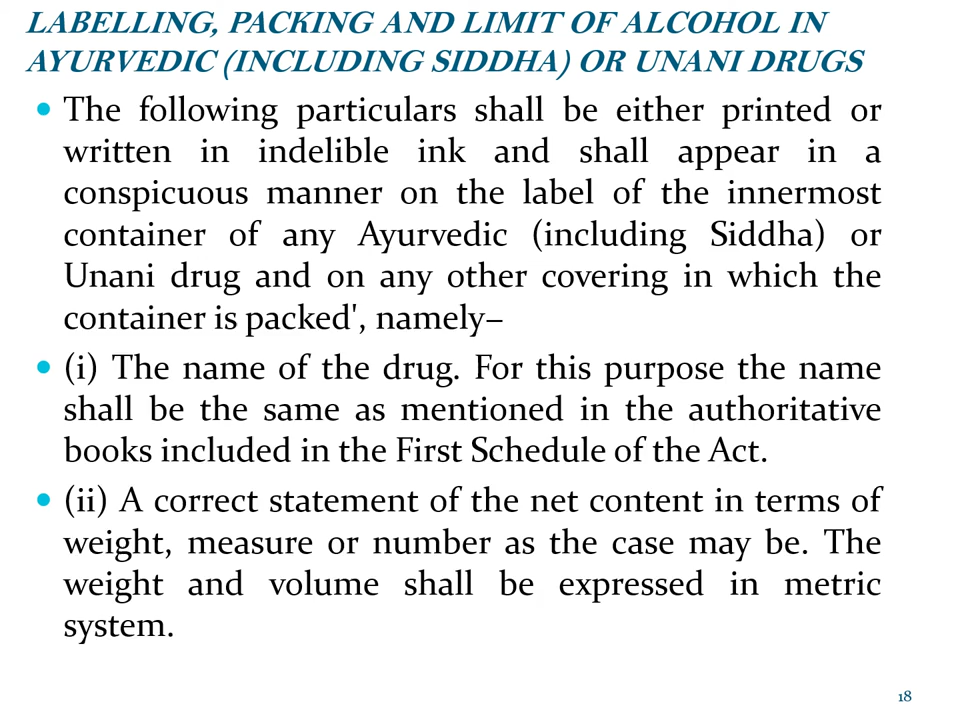 LABELLING, PACKING AND LIMIT OF ALCOHOL IN
AYURVEDIC (INCLUDING SIDDHA) OR UNANI DRUGS
• The following particulars shall be either printed or
written in indelible ink and shall appear in a
conspicuous manner on the label of the innermost
container of any Ayurvedic (including Siddha) or
Unani drug and on any other covering in which the
container is packed', namely–
• (i) The name of the drug. For this purpose the name
shall be the same as mentioned in the authoritative
books included in the First Schedule of the Act.
• (ii) A correct statement of the net content in terms of
weight, measure or number as the case may be. The
weight and volume shall be expressed in metric
system.
18